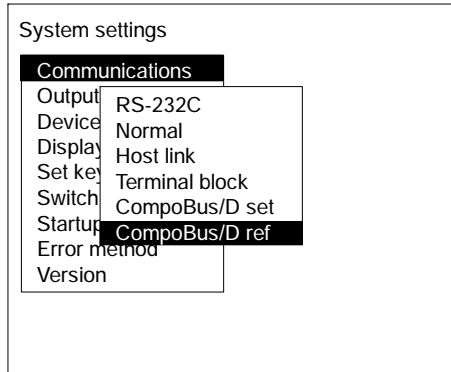 System settings
Communications
Output
Device
Display
Set key
Switch
Startup
Error method
Version
RS-232C
Normal
Host link
Terminal block
CompoBus/D set
CompoBus/D ref